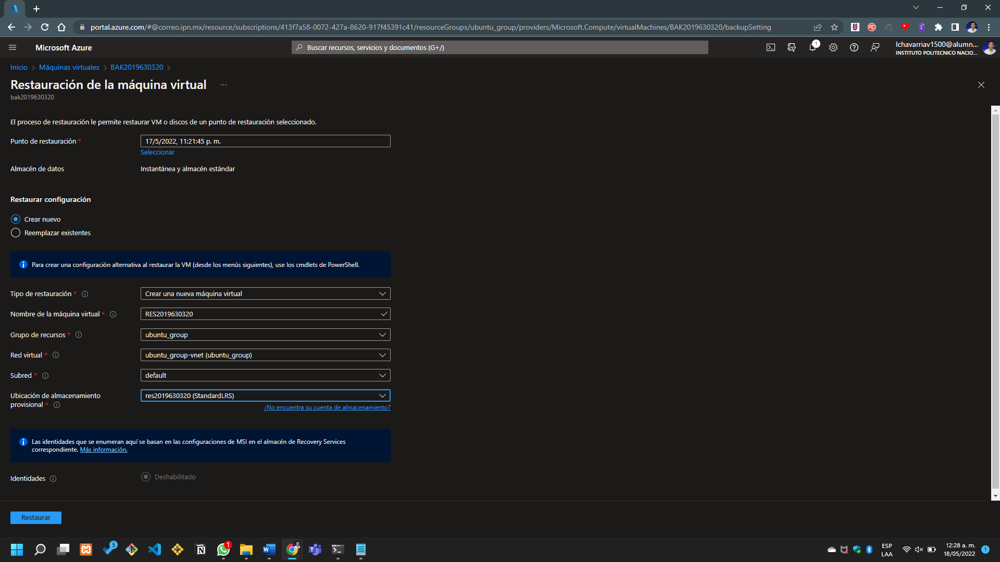 portal.azure.com/#@correo.ipn.mx/resource/subscriptions/413f7a58-0072-427a-8620-917f45391c41/resourceGroups/ubuntu_group/providers/Microsoft.Compute/virtualMachines/BAK2019630320/backupSetting
Microsoft Azure
Buscar recursos, servicios y documentos (G+/)
1
lchavarriav1500@alumn...
INSTITUTO POLITECNICO NACIO...
Inicio > Máquinas virtuales > BAK2019630320 >
Restauración de la máquina virtual ...
bak2019630320
El proceso de restauración le permite restaurar VM o discos de un punto de restauración seleccionado.
Punto de restauración *
17/5/2022, 11:21:45 p. m.
Seleccionar
Almacén de datos
Instantánea y almacén estándar
Restaurar configuración
Crear nuevo
Reemplazar existentes
Para crear una configuración alternativa al restaurar la VM (desde los menús siguientes), use los cmdlets de PowerShell.
Tipo de restauración *
Crear una nueva máquina virtual
Nombre de la máquina virtual *
RES2019630320
Grupo de recursos *
ubuntu_group
Red virtual *
ubuntu_group-vnet (ubuntu_group)
Subred *
default
Ubicación de almacenamiento
provisional *
res2019630320 (StandardLRS)
¿No encuentra su cuenta de almacenamiento?
Las identidades que se enumeran aquí se basan en las configuraciones de MSI en el almacén de Recovery Services
correspondiente. Más información.
Identidades
Deshabilitado
Restaurar
5
1
ESP
LAA
12:28 a. m.
18/05/2022
1